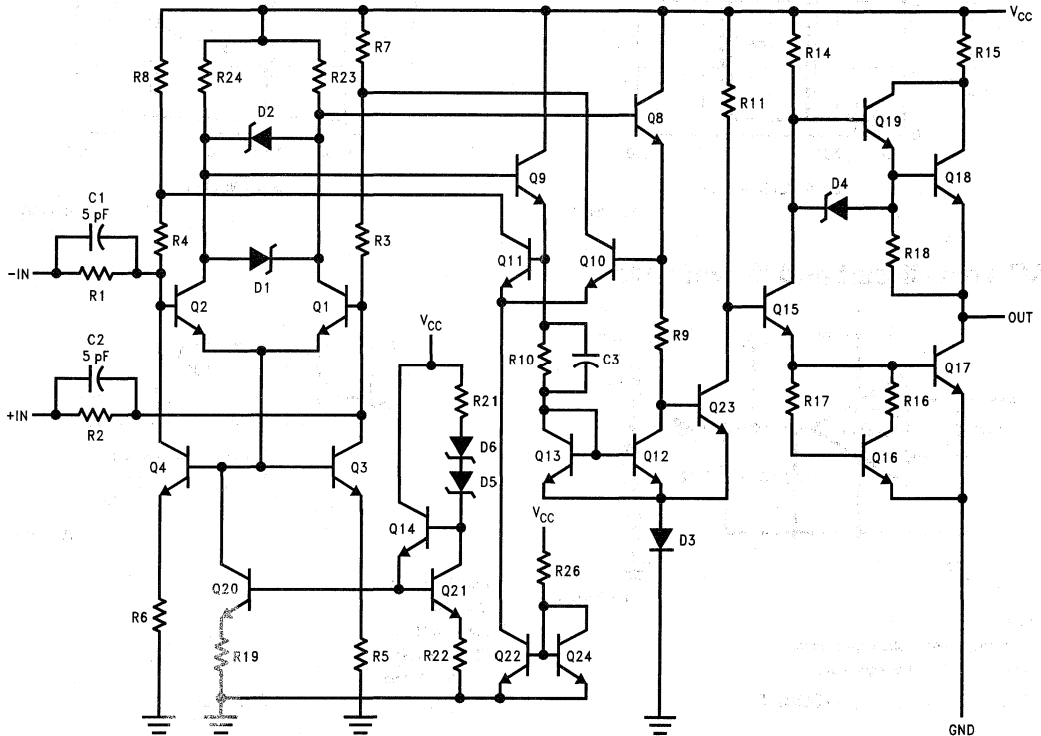 VCC
R8
R24
R23
R7
D2
Q8
R11
R14
R15
Q19
Q9
Q18
C1
5 pF
D4
R4
R3
Q11
Q10
R18
-IN
R1
D1
Q2
Q1
Q15
OUT
VCC
C2
5 pF
R10
C3
R9
Q17
+IN
R2
R21
Q23
R17
R16
D6
Q4
Q3
Q13
Q12
Q16
D5
VCC
Q14
D3
R26
Q20
Q21
R6
R19
R5
R22
Q22
Q24
GND